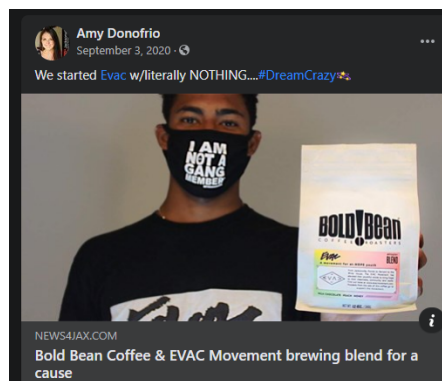 Amy Donofrio
September 3, 2020 ·
We started Evac w/literally NOTHING....#DreamCrazy
I AM
NOT A
GANG
MEMBER
BOLD!Bean
COFFEE ROASTERS
Evac
BLEND
EVAC
NEWS4JAX.COM
Bold Bean Coffee & EVAC Movement brewing blend for a
cause